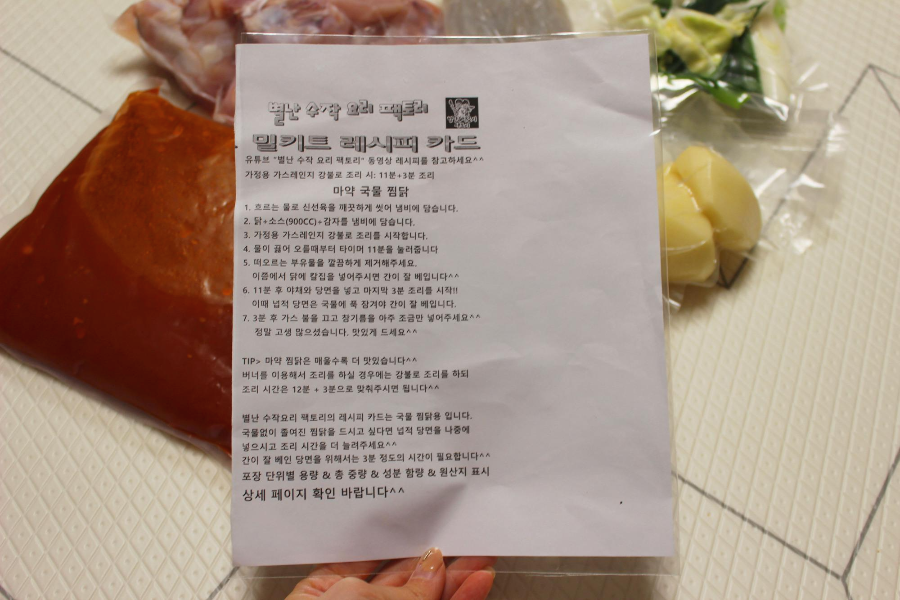 별난 수작 요리 팩토리
밀키트 레시피 카드
유튜브 "별난 수작 요리 팩토리" 동영상 레시피를 참고하세요^^
가정용 가스레인지 강불로 조리 시: 11분+3분 조리
마약 국물 찜닭
1. 흐르는 물로 신선육을 깨끗이 씻어 냄비에 담습니다.
2. 닭+소스(900CC)+감자를 냄비에 담습니다.
3. 가정용 가스레인지 강불로 조리를 시작합니다.
4. 물이 끓어 오를때부터 타이머 11분을 눌러줍니다
5. 떠오르는 부유물을 깔끔하게 제거해주세요.
이쯤에서 닭에 칼집을 넣어주시면 간이 잘 베입니다^^
6. 11분 후 야채와 당면을 넣고 마지막 3분 조리를 시작!!
이때 넙적 당면은 국물에 푹 잠겨야 간이 잘 베입니다.
7. 3분 후 가스 불을 끄고 참기름을 아주 조금만 넣어주세요^^
정말 고생 많으셨습니다. 맛있게 드세요^^
TIP> 마약 찜닭은 매울수록 더 맛있습니다^^
버너를 이용해서 조리를 하실 경우에는 강불로 조리를 하되
조리 시간은 12분 + 3분으로 맞춰주시면 됩니다^^
별난 수작요리 팩토리의 레시피 카드는 국물 찜닭용 입니다.
국물없이 졸여진 찜닭을 드시고 싶다면 넙적 당면을 나중에
넣으시고 조리 시간을 더 늘려주세요^^
간이 잘 베인 당면을 위해서는 3분 정도의 시간이 필요합니다^^
포장 단위별 용량 & 총 중량 & 성분 함량 & 원산지 표시
상세 페이지 확인 바랍니다^^